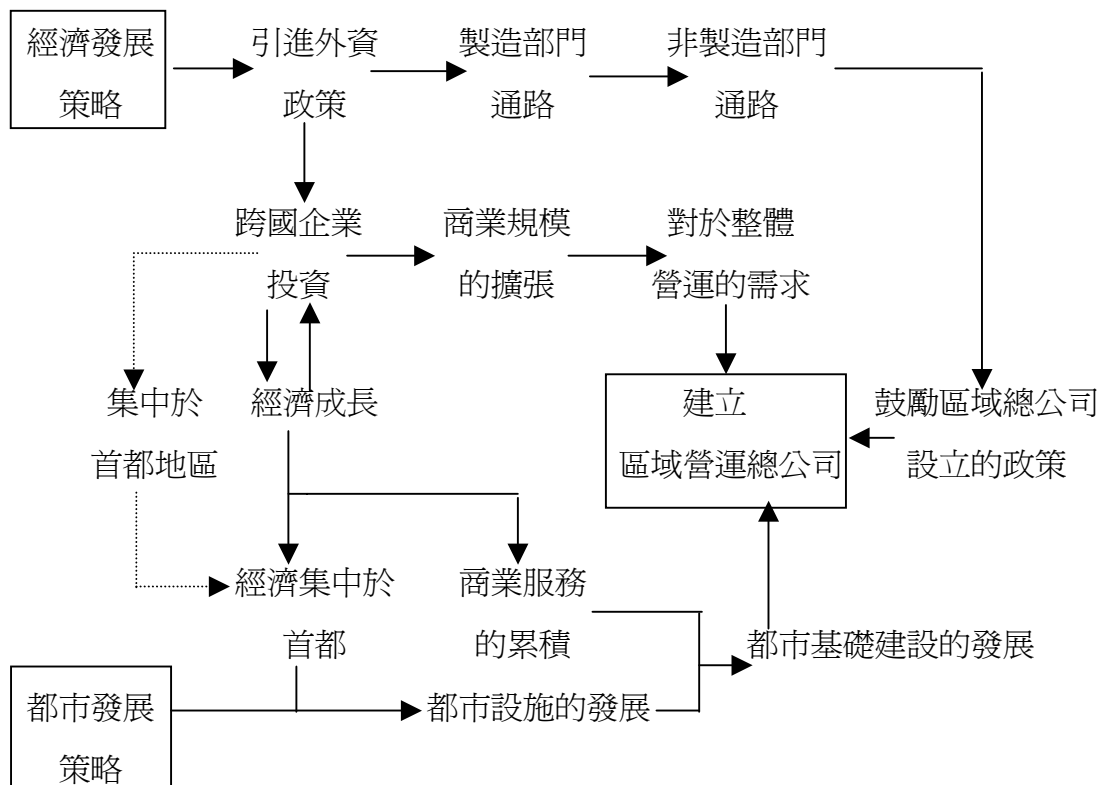 經濟發展
策略
引進外資
政策
製造部門
通路
非製造部門
通路
跨國企業
投資
商業規模
的擴張
對於整體
營運的需求
集中於
首都地區
經濟成長
建立
區域營運總公司
鼓勵區域總公司
設立的政策
經濟集中於
首都
商業服務
的累積
都市基礎建設的發展
都市發展
策略
都市設施的發展